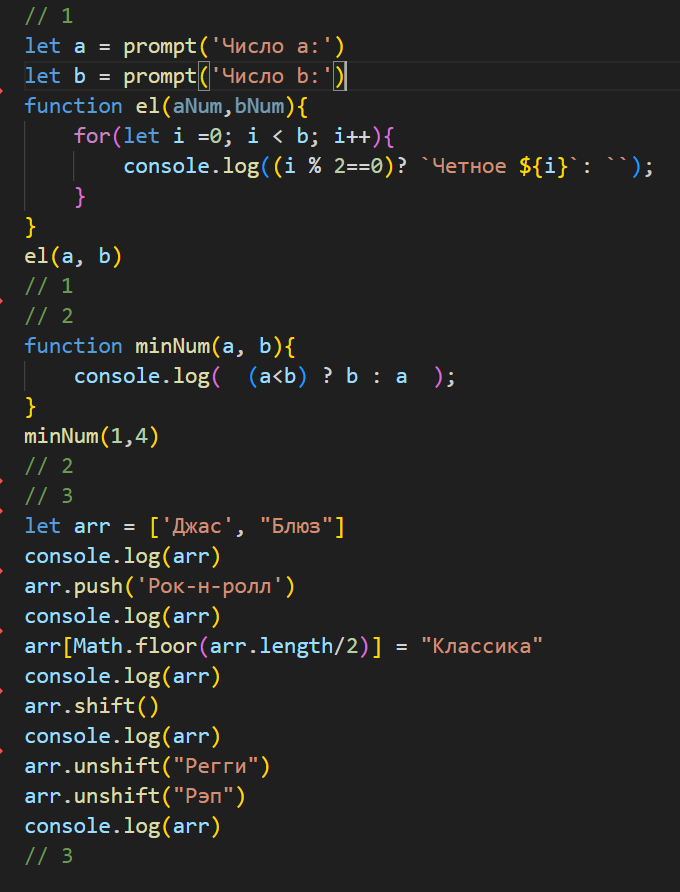 // 1
let a = prompt('Число a:')
let b = prompt('Число b:')
function el(aNum,bNum){
    for(let i =0; i < b; i++){
        console.log((i % 2==0)? `Четное ${i}`: ``);
    }
}
el(a, b)
// 1
// 2
function minNum(a, b){
    console.log(  (a<b) ? b : a  );
}
minNum(1,4)
// 2
// 3
let arr = ['Джас', "Блюз"]
console.log(arr)
arr.push('Рок-н-ролл')
console.log(arr)
arr[Math.floor(arr.length/2)] = "Классика"
console.log(arr)
arr.shift()
console.log(arr)
arr.unshift("Регги")
arr.unshift("Рэп")
console.log(arr)
// 3